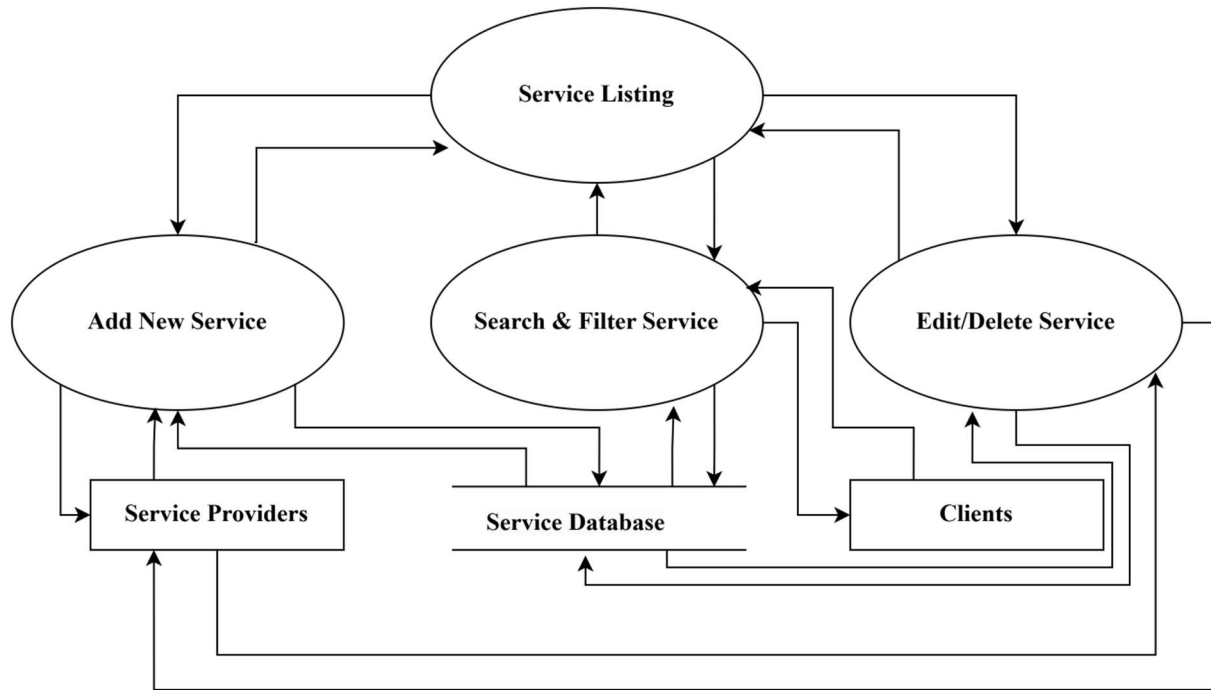 Service Listing
Add New Service
Search & Filter Service
Edit/Delete Service
Service Providers
Service Database
Clients